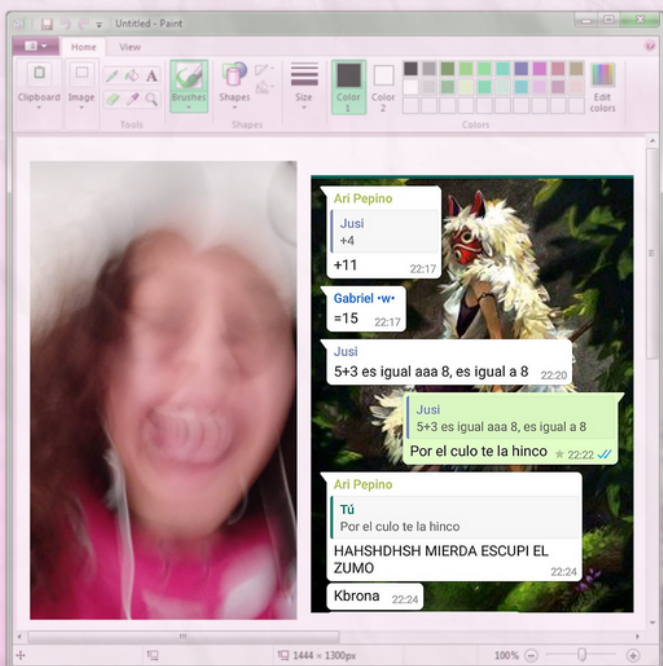 Untitled - Paint
Home View
Clipboard Image Tools Brushes Shapes Shapes Size Color 1 Color 2 Colors Edit colors
A
Ari Pepino
Jusi
+4
+11 22:17
Gabriel •w•
=15 22:17
Jusi
5+3 es igual aaa 8, es igual a 8 22:20
Jusi
5+3 es igual aaa 8, es igual a 8
Por el culo te la hinco 22:22
Ari Pepino
Tú
Por el culo te la hinco
HAHSHDHSH MIERDA ESCUPI EL
ZUMO 22:24
Kbrona 22:24
1444 × 1300px 100%